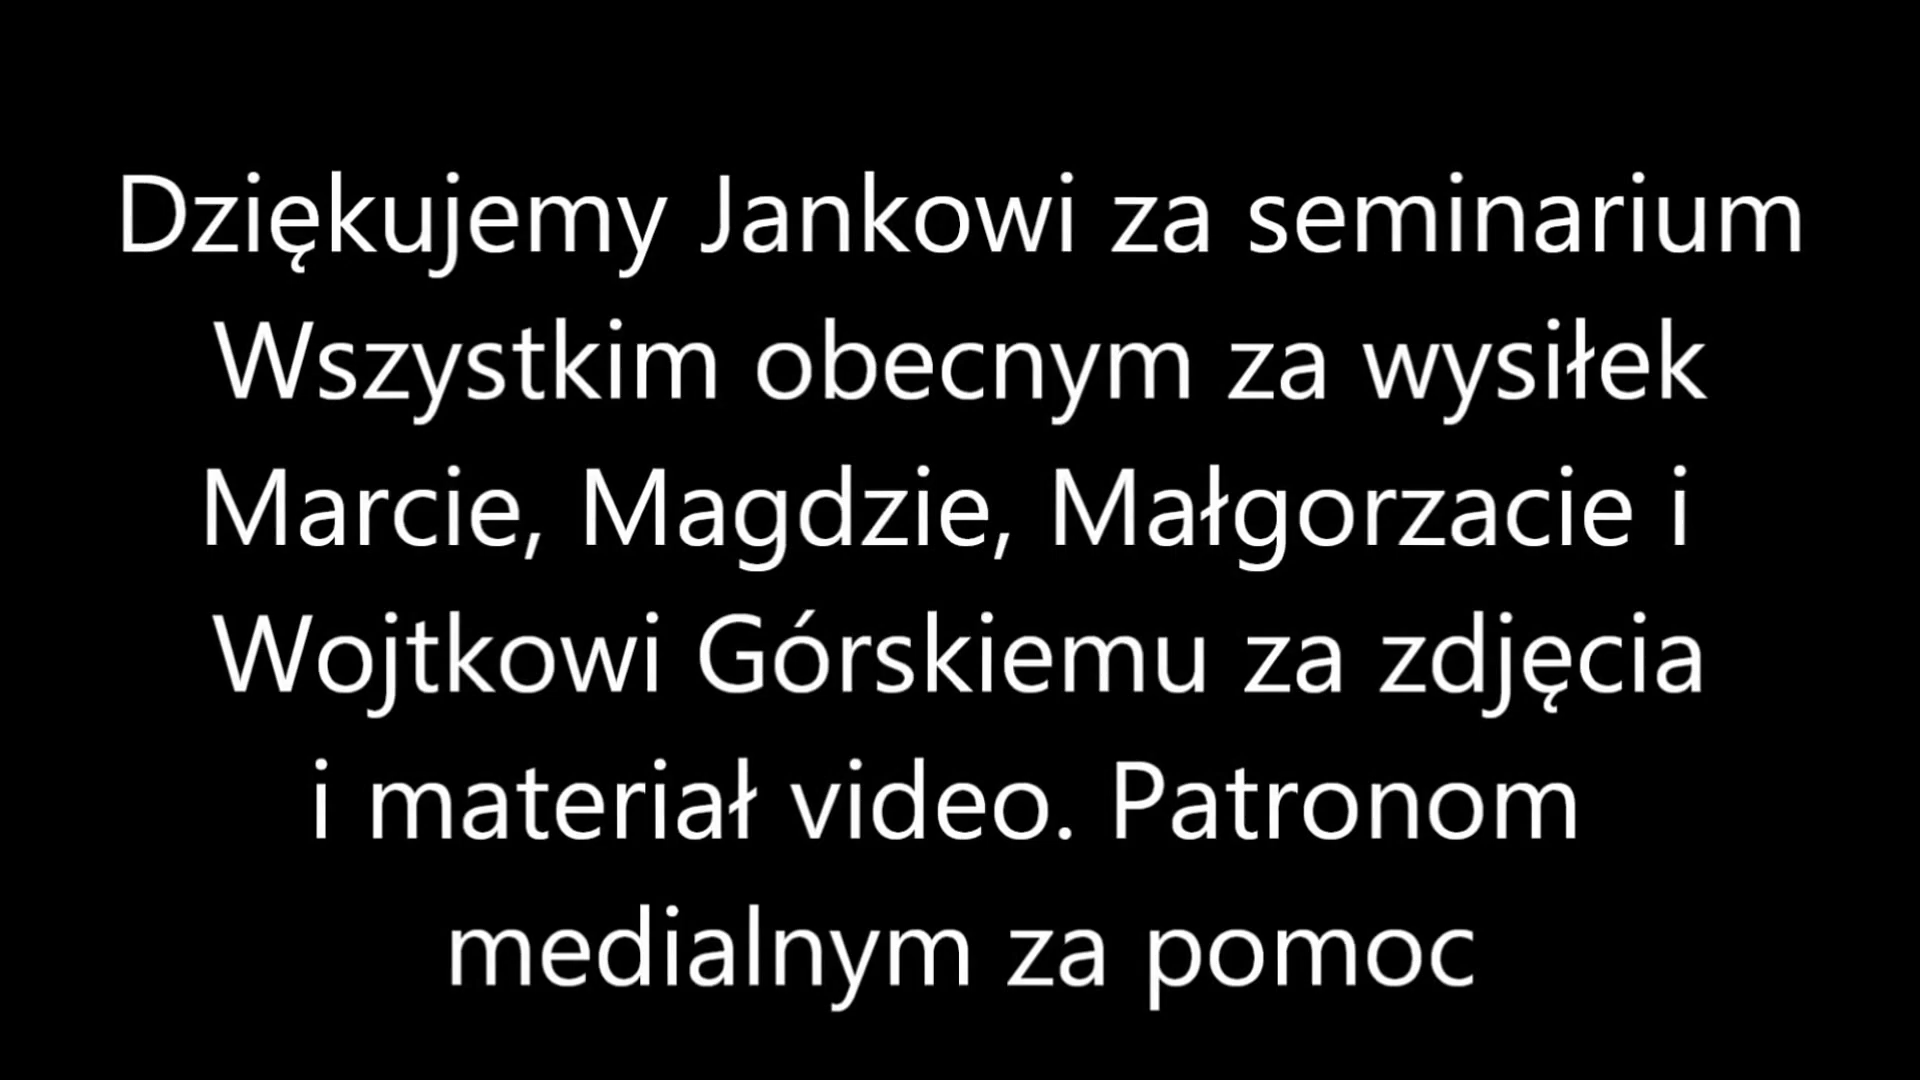 Dziękujemy Jankowi za seminarium
Wszystkim obecnym za wysiłek
Marcie, Magdzie, Małgorzacie i
Wojtkowi Górskiemu za zdjęcia
i materiał video. Patronom
medialnym za pomoc